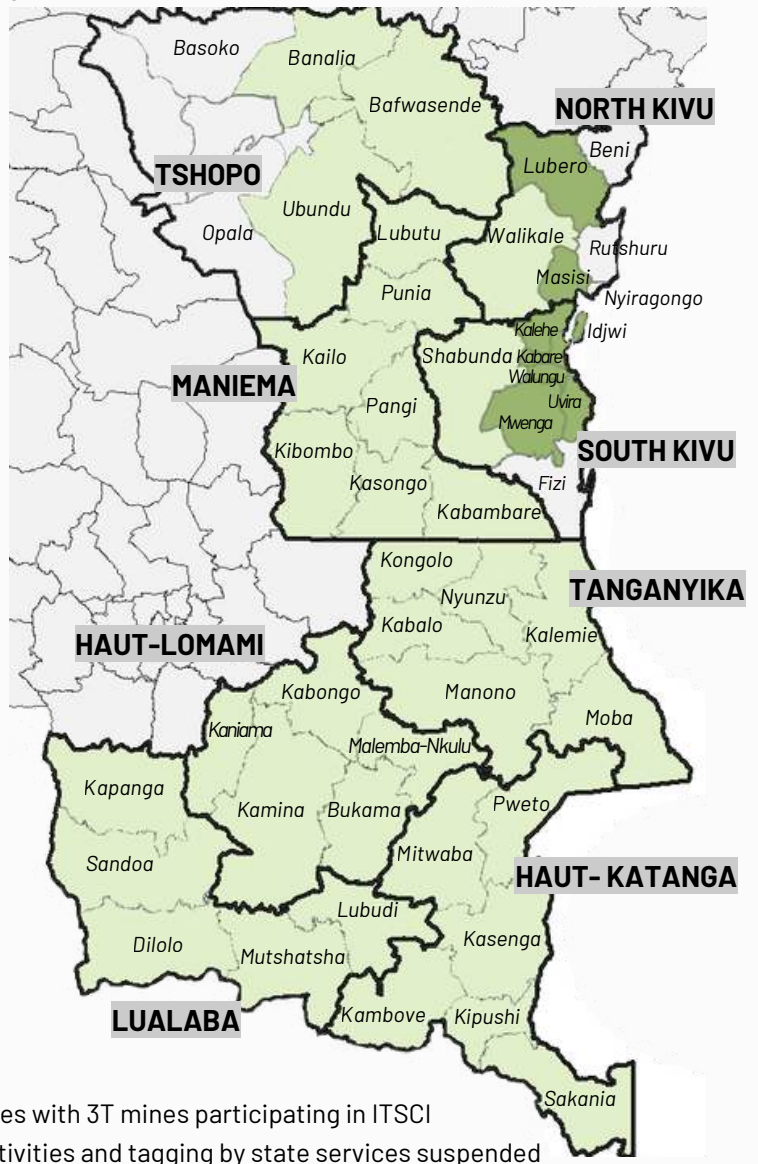 Basoko
Banalia
Bafwasende
NORTH KIVU
Beni
Lubero
TSHOPO
Ubundu
Opala
Lubutu
Walikale
Rutshuru
Masisi
Punia
Nyiragongo
Kalehe
Idjwi
Kailo
Shabunda
Kabare
MANIEMA
Walungu
Pangi
Uvira
Mwenga
Kibombo
SOUTH KIVU
Kasongo
Fizi
Kabambare
Kongolo
TANGANYIKA
Nyunzu
Kabalo
Kalemie
HAUT-LOMAMI
Kabongo
Manono
Moba
Kaniama
Malemba-Nkulu
Kapanga
Kamina
Bukama
Pweto
Mitwaba
Sandoa
HAUT- KATANGA
Lubudi
Dilolo
Mutshatsha
Kasenga
LUALABA
Kambove
Kipushi
Sakania
es with 3T mines participating in ITSCI
tivities and tagging by state services suspended